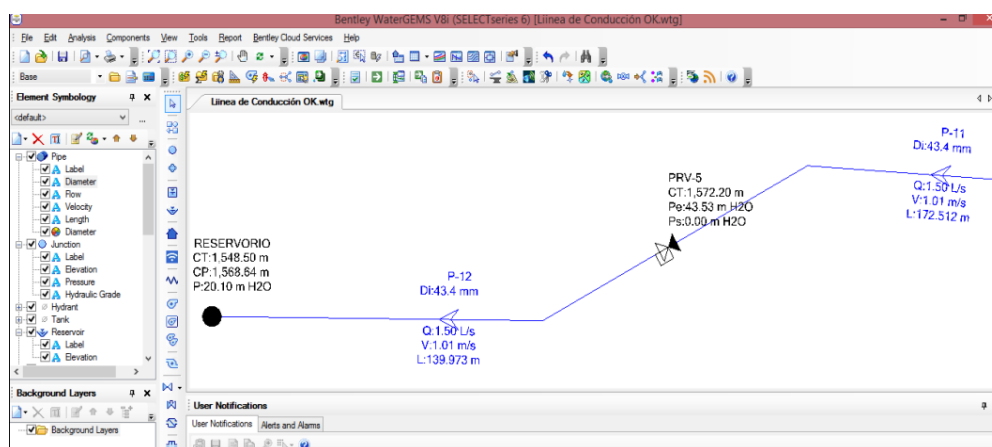 Bentley WaterGEMS V8i (SELECTseries 6) [Liinea de Conducción OK.wtg]
File Edit Analysis Components View Tools Report Bentley Cloud Services Help
Base
Element Symbology
<default>
Pipe
Label
Diameter
Flow
Velocity
Length
Diameter
Junction
Label
Elevation
Pressure
Hydraulic Grade
Hydrant
Tank
Reservoir
Label
Elevation
Background Layers
Background Layers
Liinea de Conducción OK.wtg
P-11
Di:43.4 mm
Q:1.50 L/s
V:1.01 m/s
L:172.512 m
PRV-5
CT:1,572.20 m
Pe:43.53 m H2O
Ps:0.00 m H2O
RESERVORIO
CT:1,548.50 m
CP:1,568.64 m
P:20.10 m H2O
P-12
Di:43.4 mm
Q:1.50 L/s
V:1.01 m/s
L:139.973 m
User Notifications
User Notifications Alerts and Alarms